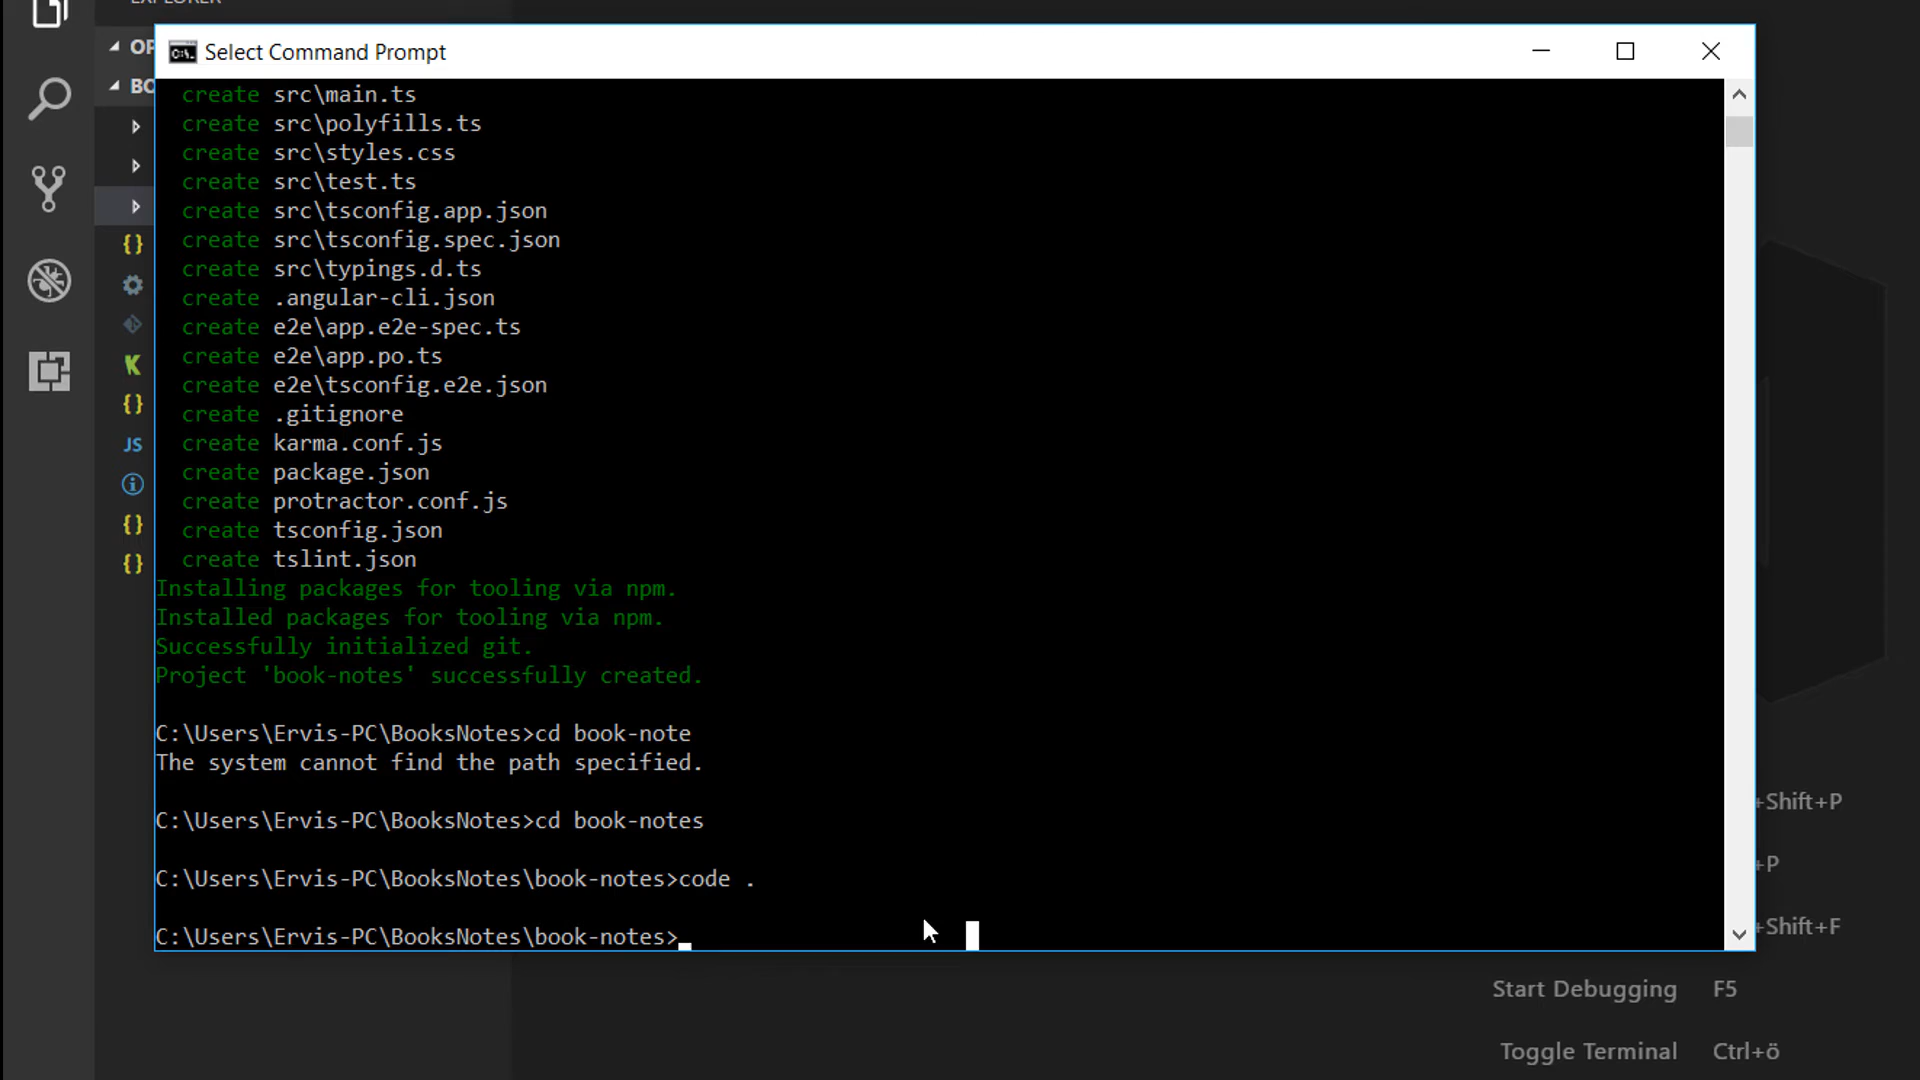 EXPLORER
OP
BO
Select Command Prompt
create src\main.ts
create src\polyfills.ts
create src\styles.css
create src\test.ts
create src\tsconfig.app.json
create src\tsconfig.spec.json
create src\typings.d.ts
create .angular-cli.json
create e2e\app.e2e-spec.ts
create e2e\app.po.ts
create e2e\tsconfig.e2e.json
create .gitignore
create karma.conf.js
create package.json
create protractor.conf.js
create tsconfig.json
create tslint.json
Installing packages for tooling via npm.
Installed packages for tooling via npm.
Successfully initialized git.
Project 'book-notes' successfully created.
C:\Users\Ervis-PC\BooksNotes>cd book-note
The system cannot find the path specified.
C:\Users\Ervis-PC\BooksNotes>cd book-notes
C:\Users\Ervis-PC\BooksNotes\book-notes>code .
C:\Users\Ervis-PC\BooksNotes\book-notes>
+Shift+P
+P
+Shift+F
Start Debugging F5
Toggle Terminal Ctrl+ö